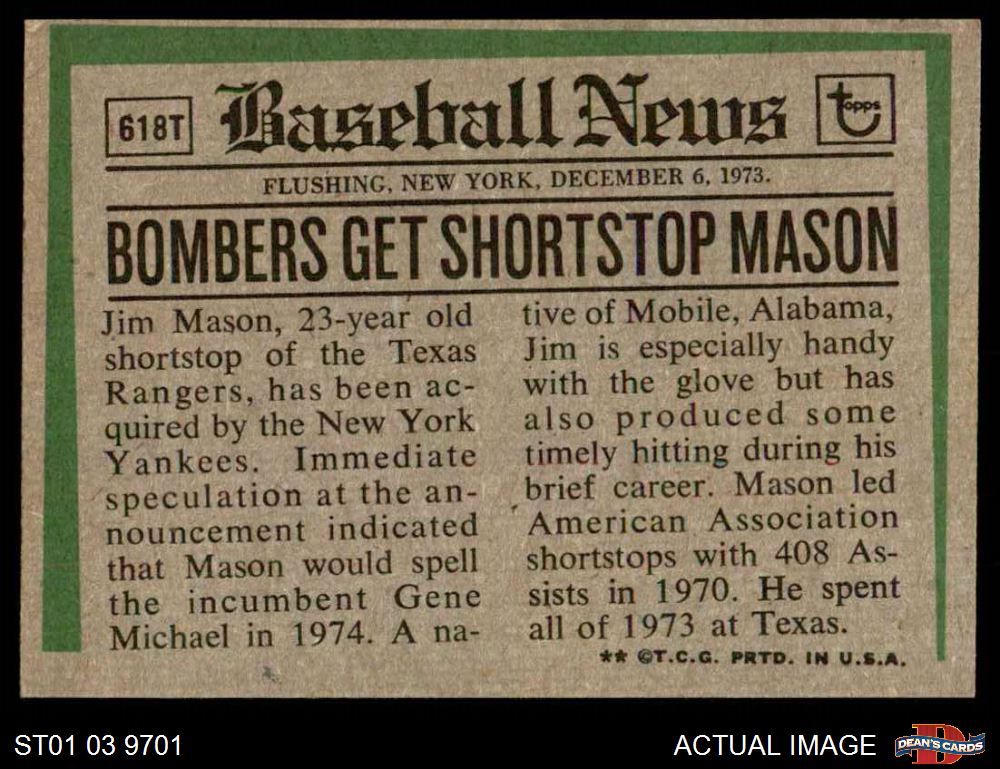 618T
Baseball News
topps
FLUSHING, NEW YORK, DECEMBER 6, 1973.
BOMBERS GET SHORTSTOP MASON
Jim Mason, 23-year old
shortstop of the Texas
Rangers, has been ac-
quired by the New York
Yankees. Immediate
speculation at the an-
nouncement indicated
that Mason would spell
the incumbent Gene
Michael in 1974. A na-
tive of Mobile, Alabama,
Jim is especially handy
with the glove but has
also produced some
timely hitting during his
brief career. Mason led
American Association
shortstops with 408 As-
sists in 1970. He spent
all of 1973 at Texas.
** ©T.C.G. PRTD. IN U.S.A.
ST01 03 9701
ACTUAL IMAGE
D
DEAN'S CARDS